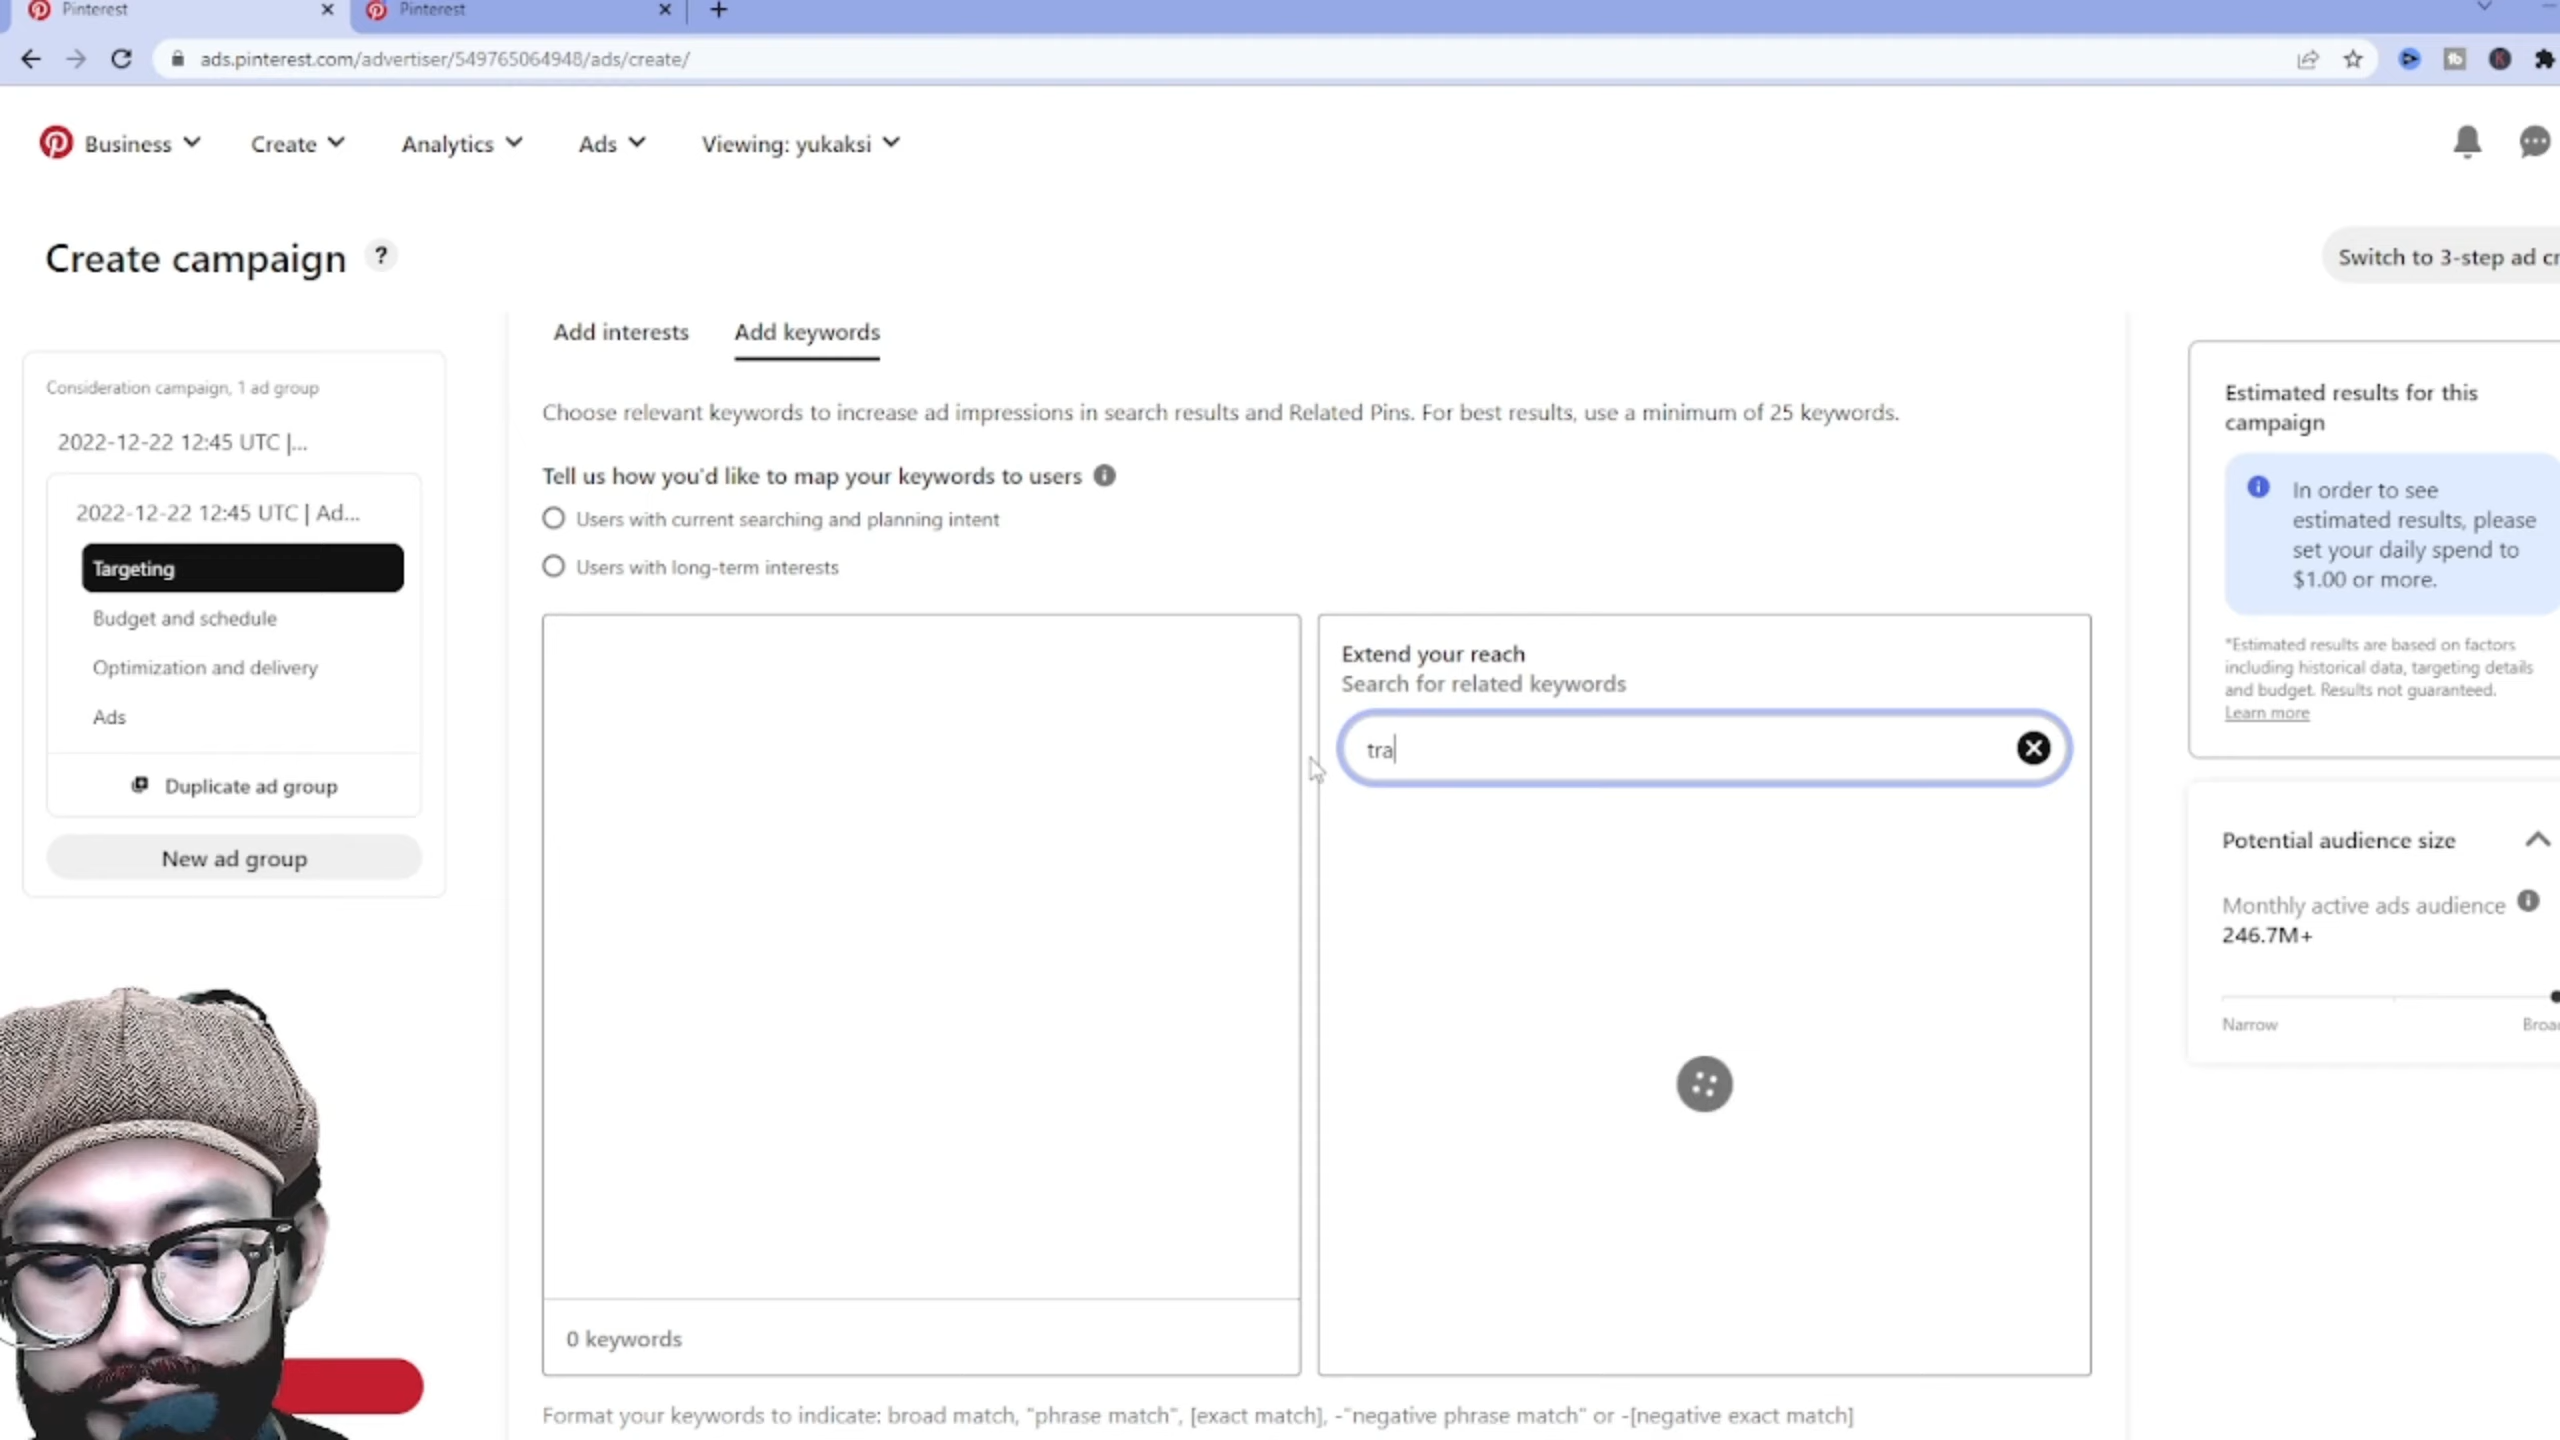 Pinterest
Pinterest
ads.pinterest.com/advertiser/549765064948/ads/create/
Business
Create
Analytics
Ads
Viewing: yukaksi
Create campaign ?
Switch to 3-step ad cr
Consideration campaign, 1 ad group
2022-12-22 12:45 UTC |...
2022-12-22 12:45 UTC | Ad...
Targeting
Budget and schedule
Optimization and delivery
Ads
Duplicate ad group
New ad group
Add interests
Add keywords
Choose relevant keywords to increase ad impressions in search results and Related Pins. For best results, use a minimum of 25 keywords.
Tell us how you'd like to map your keywords to users
Users with current searching and planning intent
Users with long-term interests
0 keywords
Extend your reach
Search for related keywords
tra
Format your keywords to indicate: broad match, "phrase match", [exact match], -"negative phrase match" or -[negative exact match]
Estimated results for this
campaign
In order to see
estimated results, please
set your daily spend to
$1.00 or more.
*Estimated results are based on factors
including historical data, targeting details
and budget. Results not guaranteed.
Learn more
Potential audience size
Monthly active ads audience
246.7M+
Narrow
Broa